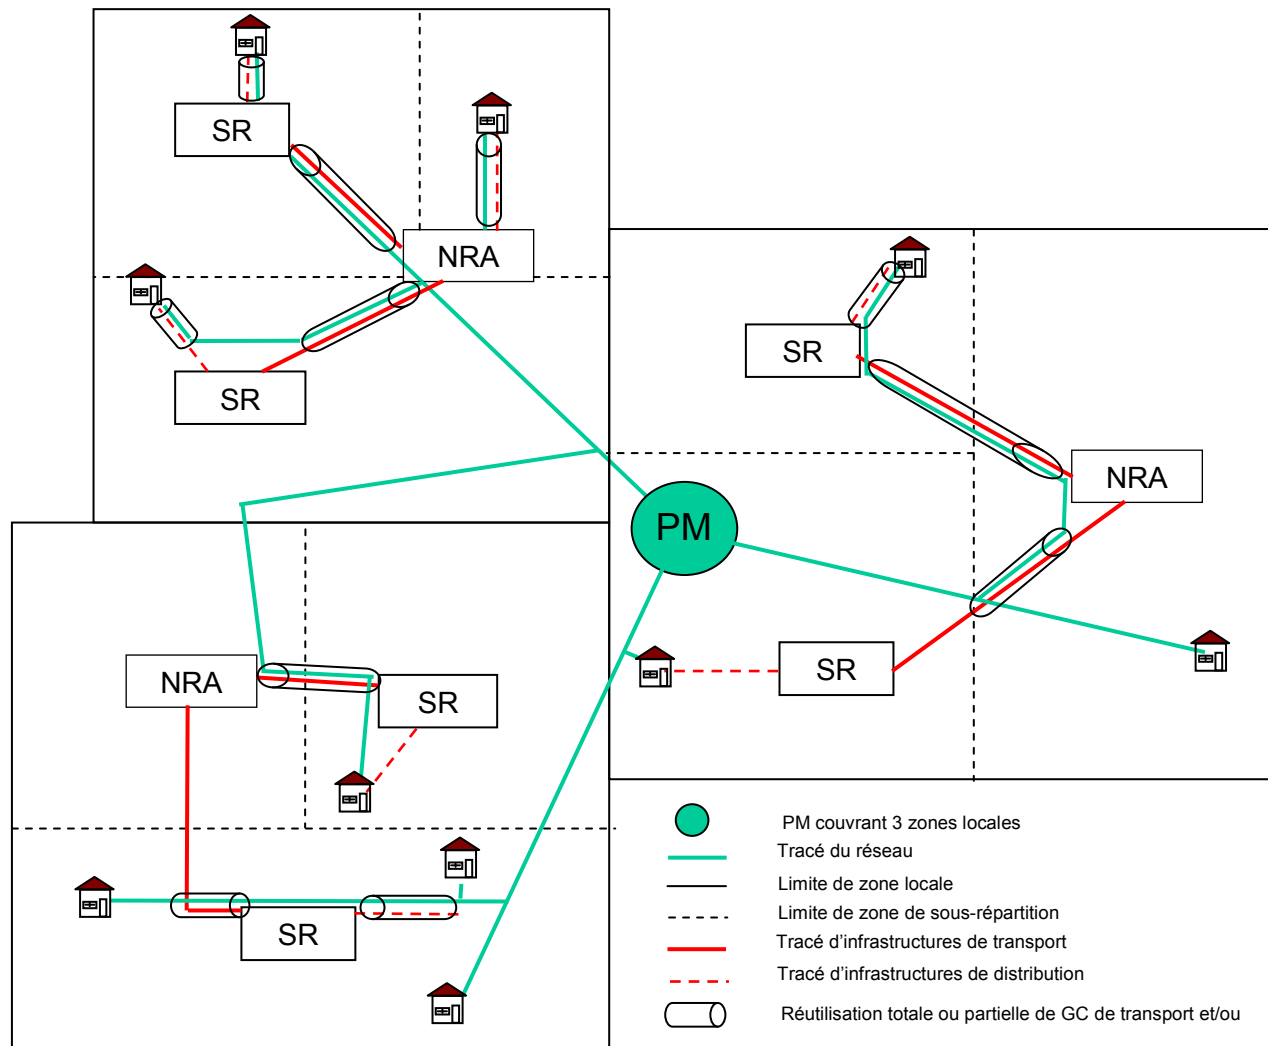 SR
NRA
SR
SR
NRA
PM
NRA
SR
SR
SR
PM couvrant 3 zones locales
Tracé du réseau
Limite de zone locale
Limite de zone de sous-répartition
Tracé d’infrastructures de transport
Tracé d’infrastructures de distribution
Réutilisation totale ou partielle de GC de transport et/ou